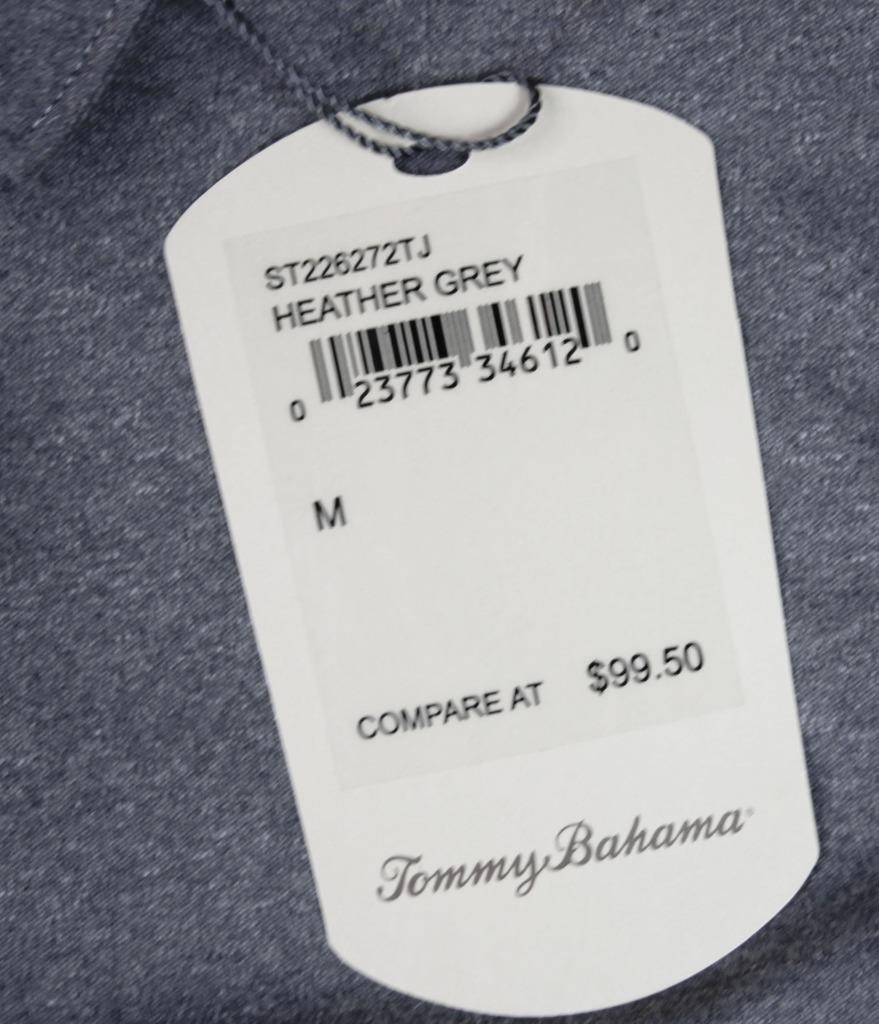 ST226272TJ
HEATHER GREY
0 23773 34612 0
M
COMPARE AT $99.50
Tommy Bahama